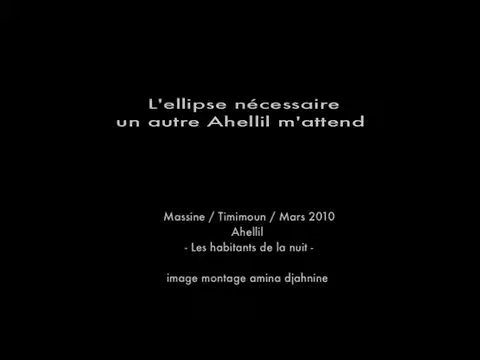 L'ellipse nécessaire
un autre Ahellil m'attend
Massine / Timimoun / Mars 2010
Ahellil
- Les habitants de la nuit -
image montage amina djahnine